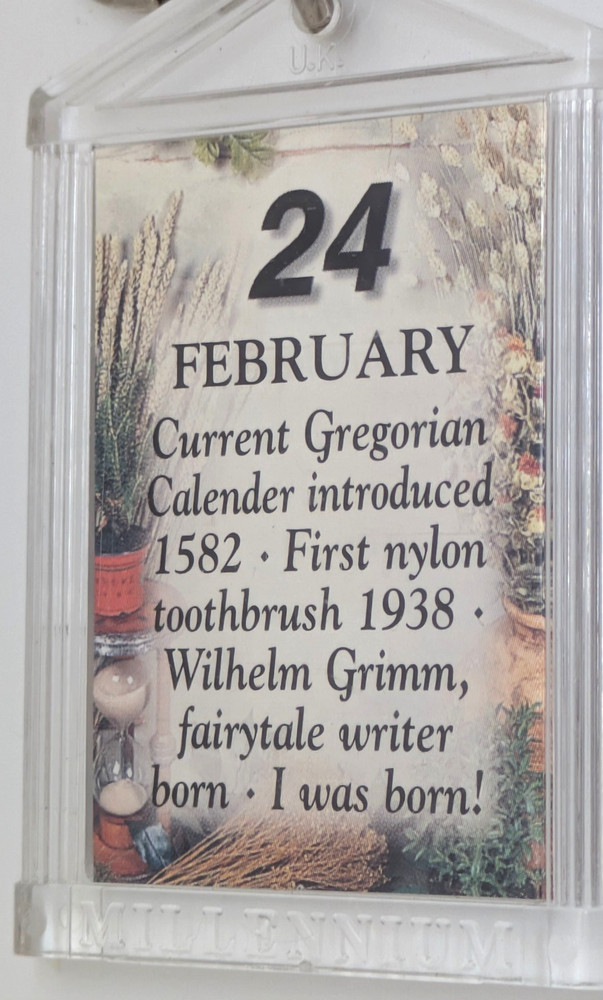 U.K.
24
FEBRUARY
Current Gregorian
Calender introduced
1582 · First nylon
toothbrush 1938 ·
Wilhelm Grimm,
fairytale writer
born · I was born!
MILLENNIUM